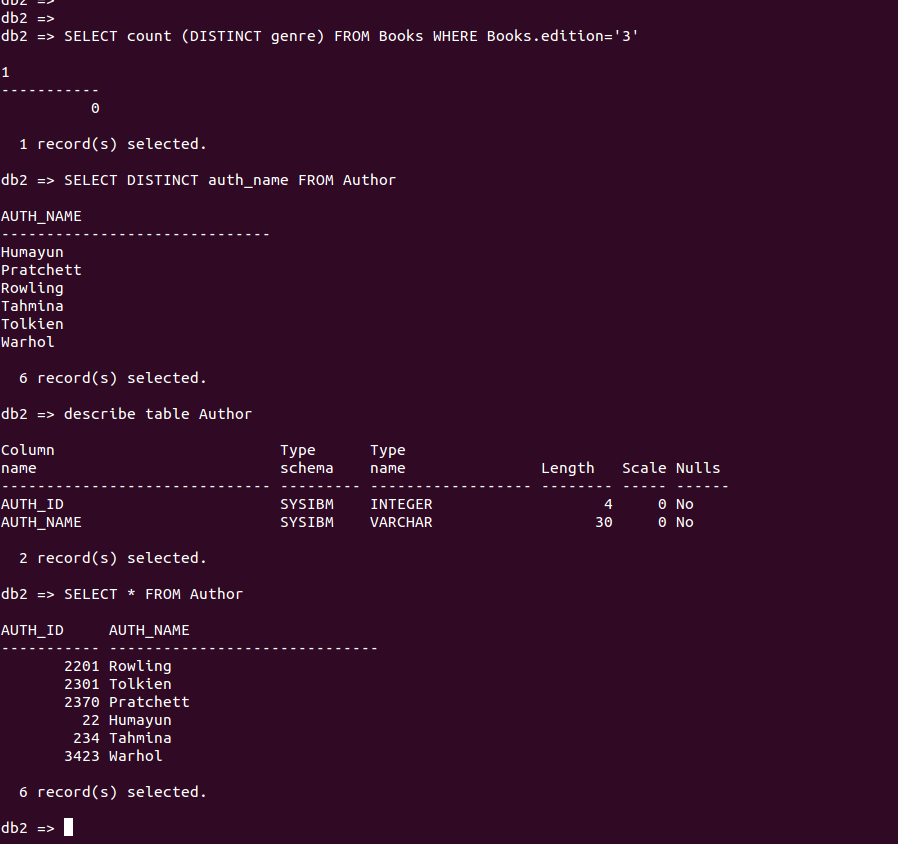 db2 =>
db2 =>
db2 => SELECT count (DISTINCT genre) FROM Books WHERE Books.edition='3'
1
-----------
          0
  1 record(s) selected.
db2 => SELECT DISTINCT auth_name FROM Author
AUTH_NAME
------------------------------
Humayun
Pratchett
Rowling
Tahmina
Tolkien
Warhol
  6 record(s) selected.
db2 => describe table Author
Column                         Type      Type
name                           schema    name               Length   Scale Nulls
------------------------------ --------- ------------------ -------- ----- ------
AUTH_ID                        SYSIBM    INTEGER                   4     0 No
AUTH_NAME                      SYSIBM    VARCHAR                  30     0 No
  2 record(s) selected.
db2 => SELECT * FROM Author
AUTH_ID     AUTH_NAME
----------- ------------------------------
       2201 Rowling
       2301 Tolkien
       2370 Pratchett
         22 Humayun
        234 Tahmina
       3423 Warhol
  6 record(s) selected.
db2 =>